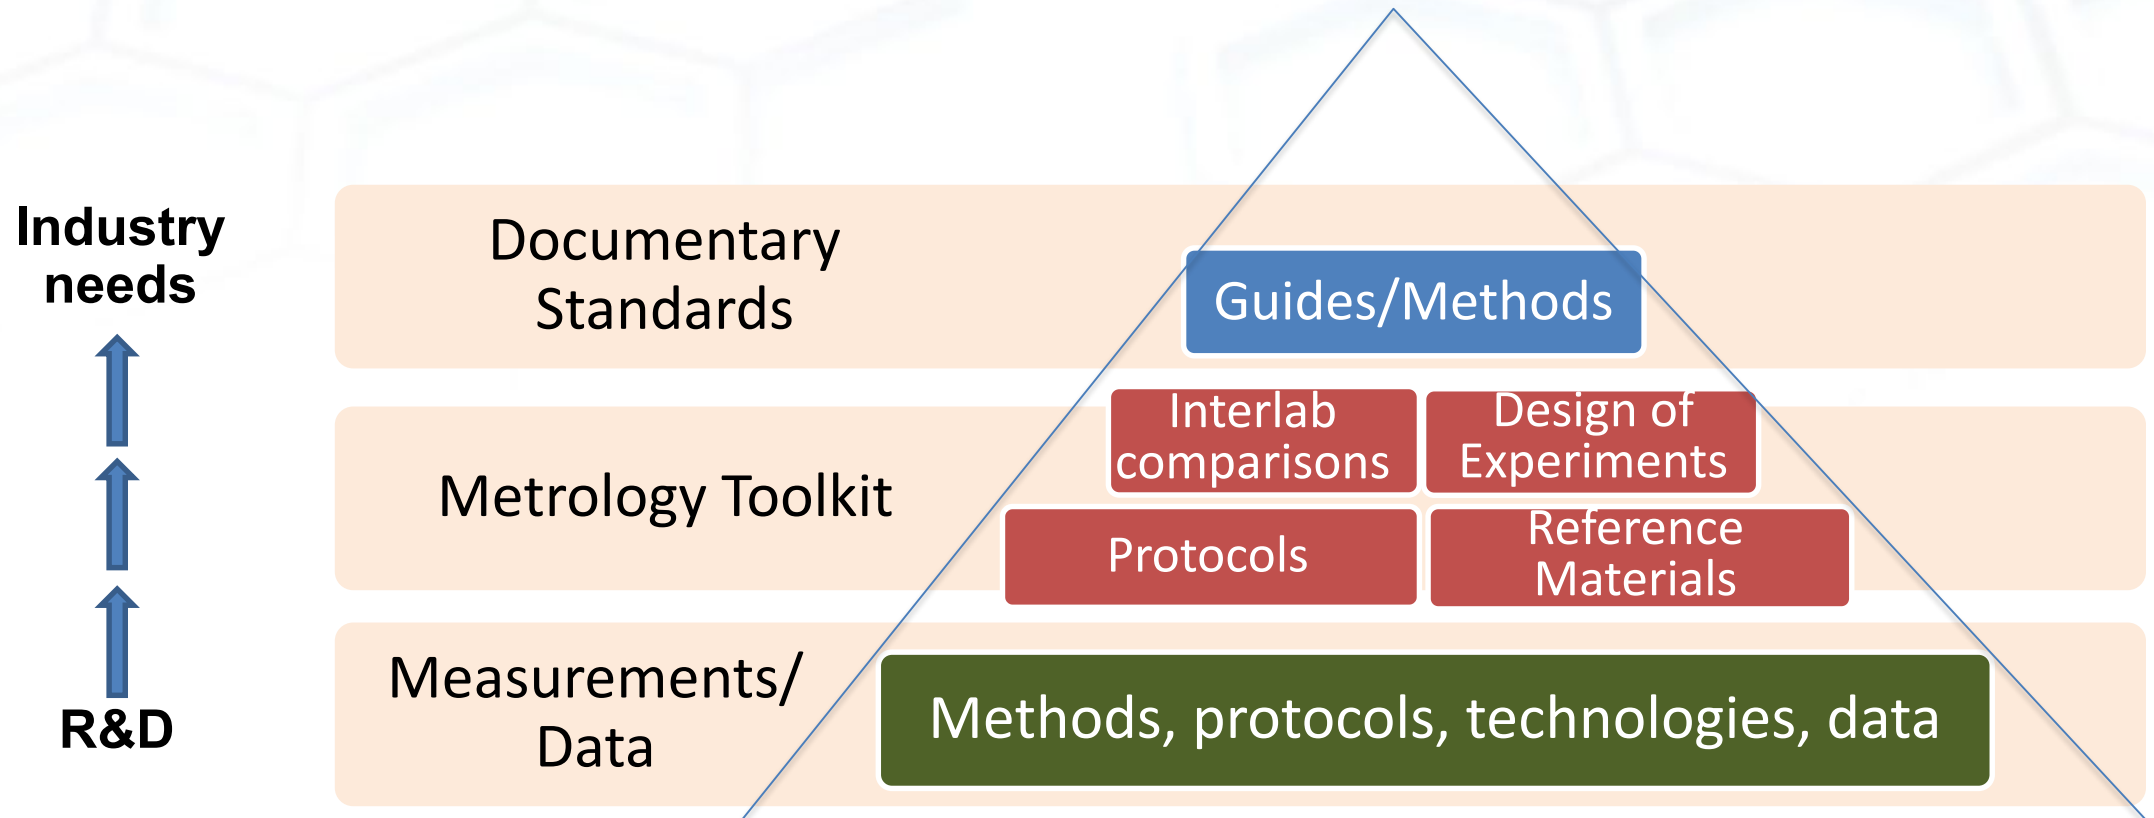 Industry
needs
R&D
Documentary
Standards
Guides/Methods
Metrology Toolkit
Interlab
comparisons
Design of
Experiments
Protocols
Reference
Materials
Measurements/
Data
Methods, protocols, technologies, data